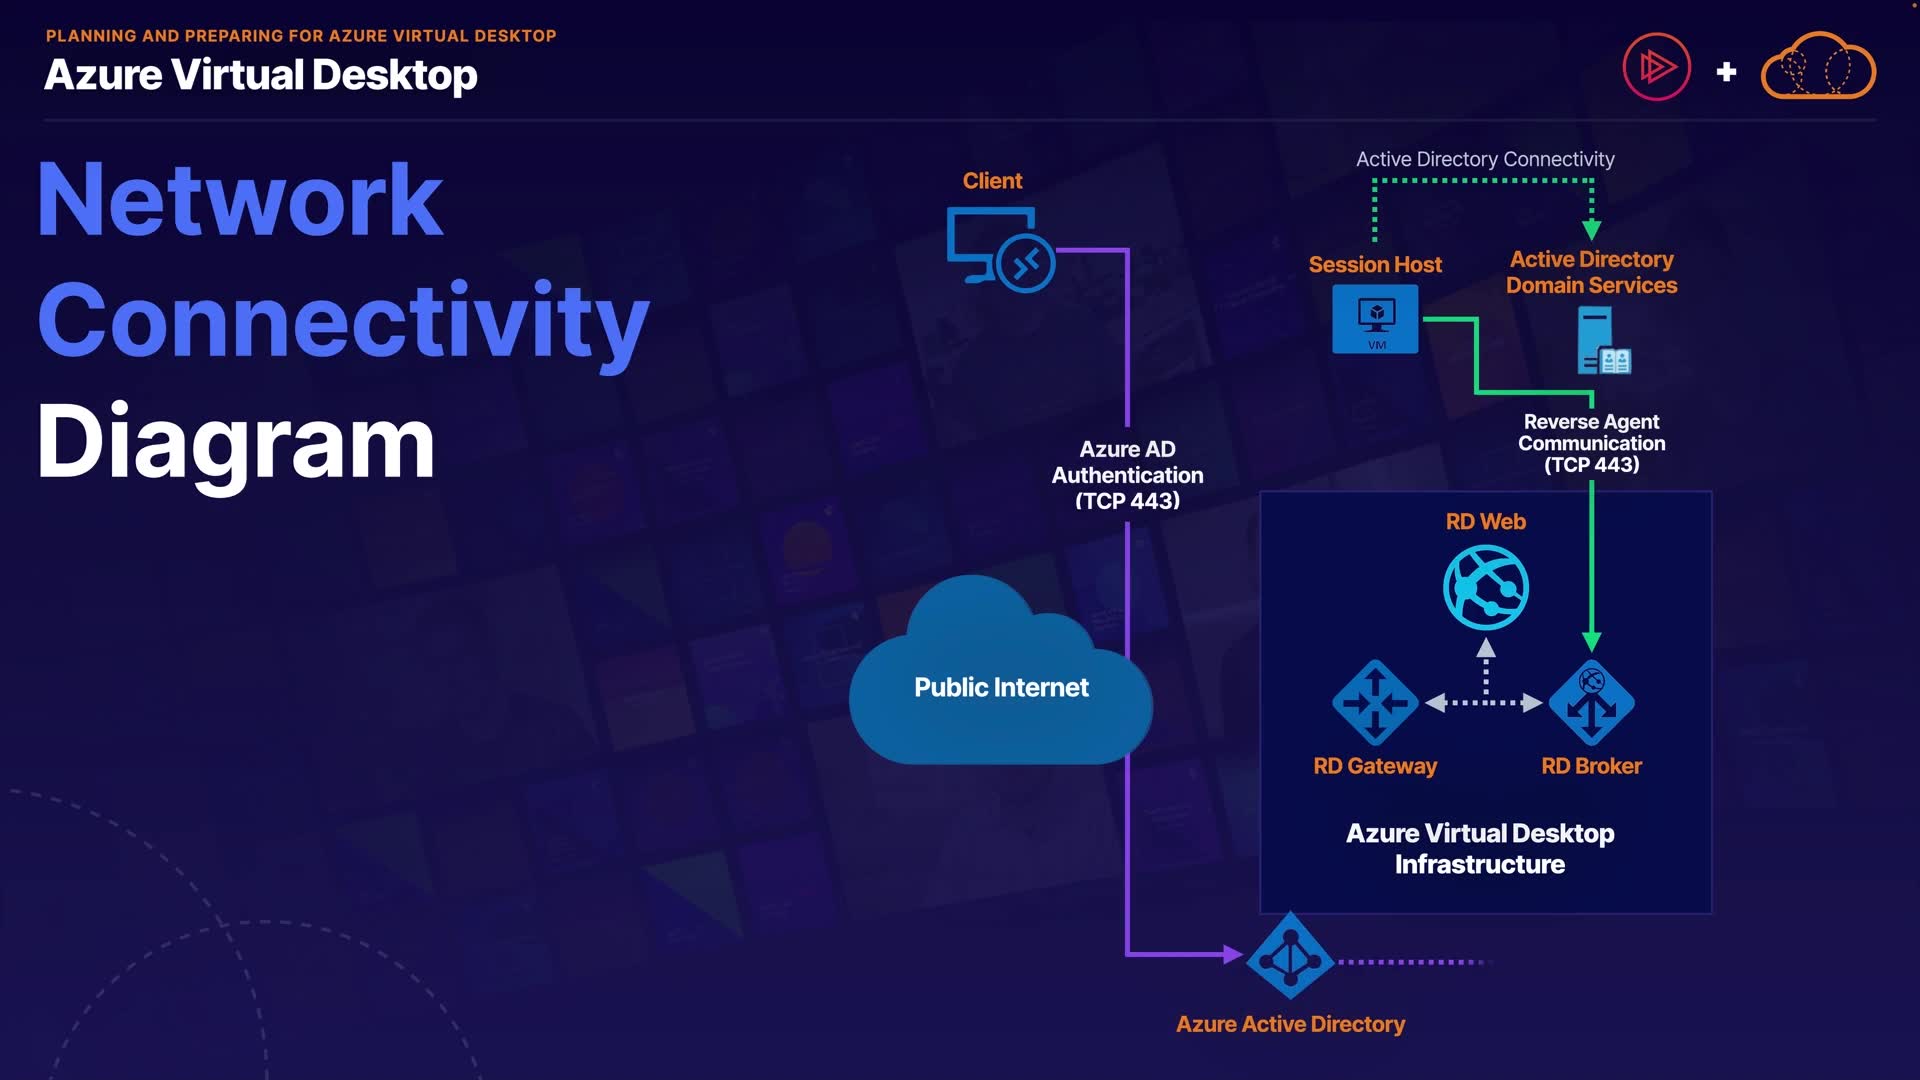 PLANNING AND PREPARING FOR AZURE VIRTUAL DESKTOP
Azure Virtual Desktop
Network
Connectivity
Diagram
Client
Active Directory Connectivity
Session Host
VM
Active Directory
Domain Services
Azure AD
Authentication
(TCP 443)
Reverse Agent
Communication
(TCP 443)
Public Internet
RD Web
RD Gateway
RD Broker
Azure Virtual Desktop
Infrastructure
Azure Active Directory